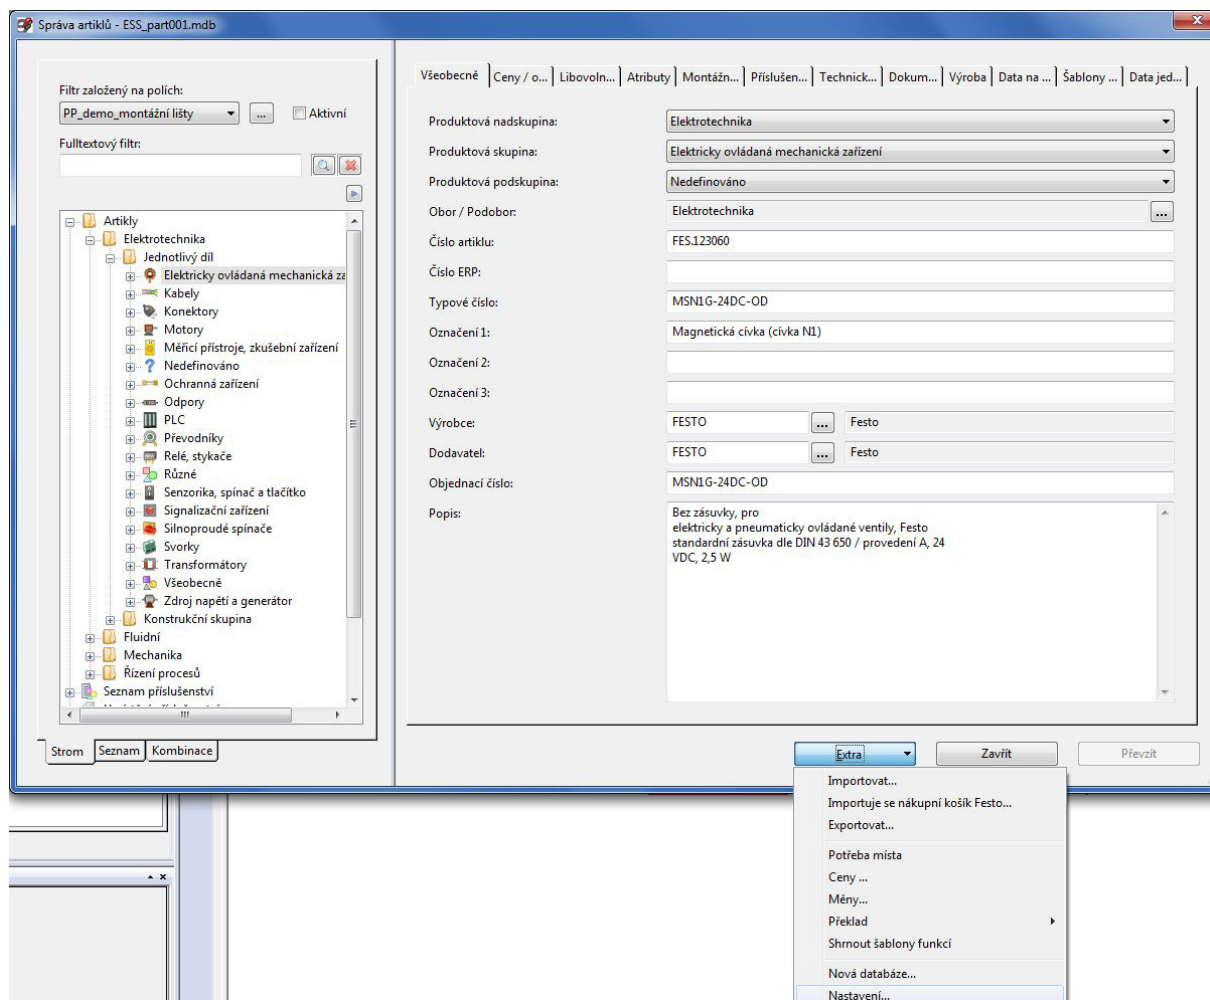 Správa artiklů - ESS_part001.mdb
Filtr založený na polích:
PP_demo_montážní lišty
...
Aktivní
Fulltextový filtr:
Artikly
Elektrotechnika
Jednotlivý díl
Elektricky ovládaná mechanická za
Kabely
Konektory
Motory
Měřicí přístroje, zkušební zařízení
Nedefinováno
Ochranná zařízení
Odpory
PLC
Převodníky
Relé, stykače
Různé
Senzorika, spínač a tlačítko
Signalizační zařízení
Silnoproudé spínače
Svorky
Transformátory
Všeobecně
Zdroj napětí a generátor
Konstrukční skupina
Fluidní
Mechanika
Řízení procesů
Seznam příslušenství
Strom Seznam Kombinace
Všeobecně Ceny / o... Libovoln... Atributy Montážn... Příslušen... Technick... Dokum... Výroba Data na ... Šablony ... Data jed...
Produktová nadskupina: Elektrotechnika
Produktová skupina: Elektricky ovládaná mechanická zařízení
Produktová podskupina: Nedefinováno
Obor / Podobor: Elektrotechnika ...
Číslo artiklu: FES.123060
Číslo ERP:
Typové číslo: MSN1G-24DC-OD
Označení 1: Magnetická cívka (cívka N1)
Označení 2:
Označení 3:
Výrobce: FESTO ... Festo
Dodavatel: FESTO ... Festo
Objednací číslo: MSN1G-24DC-OD
Popis: Bez zásuvky, pro
elektricky a pneumaticky ovládané ventily, Festo
standardní zásuvka dle DIN 43 650 / provedení A, 24
VDC, 2,5 W
Extra Zavřít Převzít
Importovat...
Importuje se nákupní košík Festo...
Exportovat...
Potřeba místa
Ceny ...
Měny...
Překlad
Shrnout šablony funkcí
Nová databáze...
Nastavení...